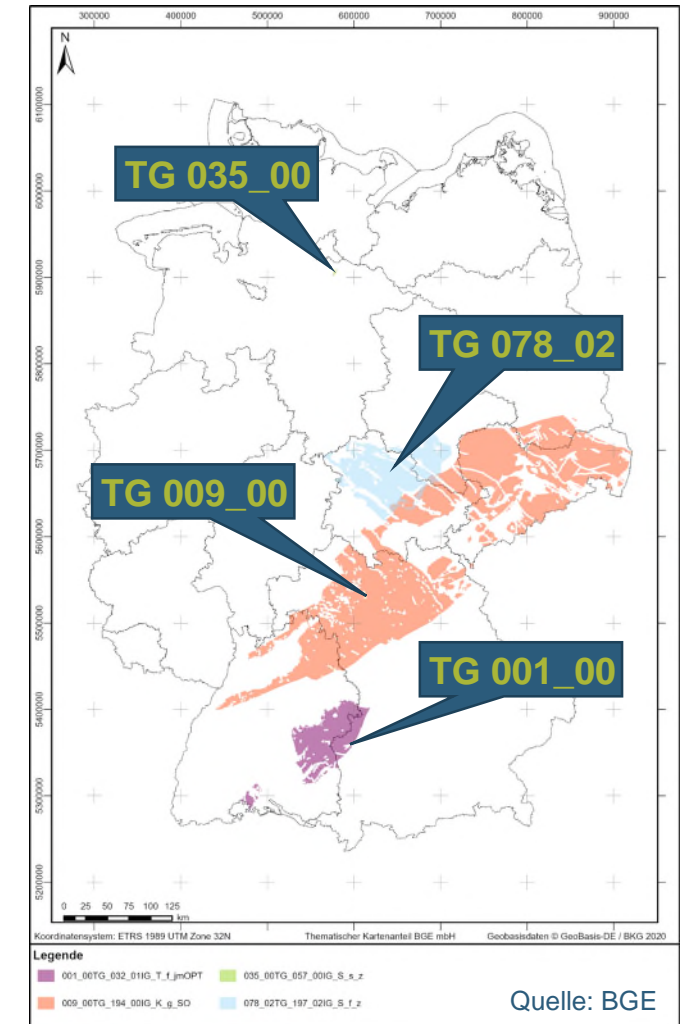 300000 400000 500000 600000 700000 800000 900000
N
6100000
6000000
5900000
5800000
5700000
5600000
5500000
5400000
5300000
5200000
TG 035_00
TG 078_02
TG 009_00
TG 001_00
0 25 50 75 100 125
km
Koordinatensystem: ETRS 1989 UTM Zone 32N Thematischer Kartenanteil BGE mbH Geobasisdaten © GeoBasis-DE / BKG 2020
Legende
001_00TG_032_01IG_T_f_jmOPT 035_00TG_057_00IG_S_s_z
009_00TG_194_00IG_K_g_SO 078_02TG_197_02IG_S_f_z
Quelle: BGE